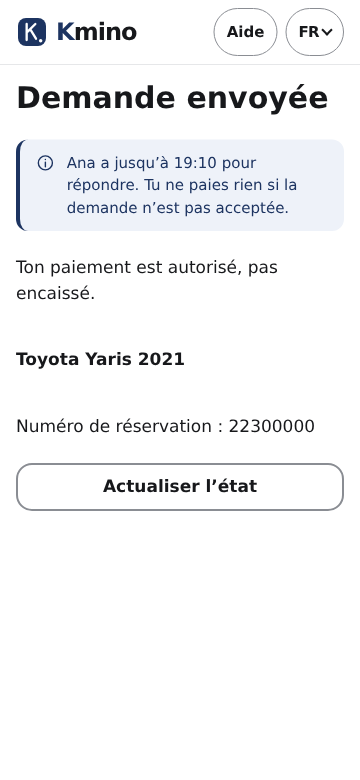 K. Kmino
Aide
FR
Demande envoyée
Ana a jusqu’à 19:10 pour
répondre. Tu ne paies rien si la
demande n’est pas acceptée.
Ton paiement est autorisé, pas
encaissé.
Toyota Yaris 2021
Numéro de réservation : 22300000
Actualiser l’état